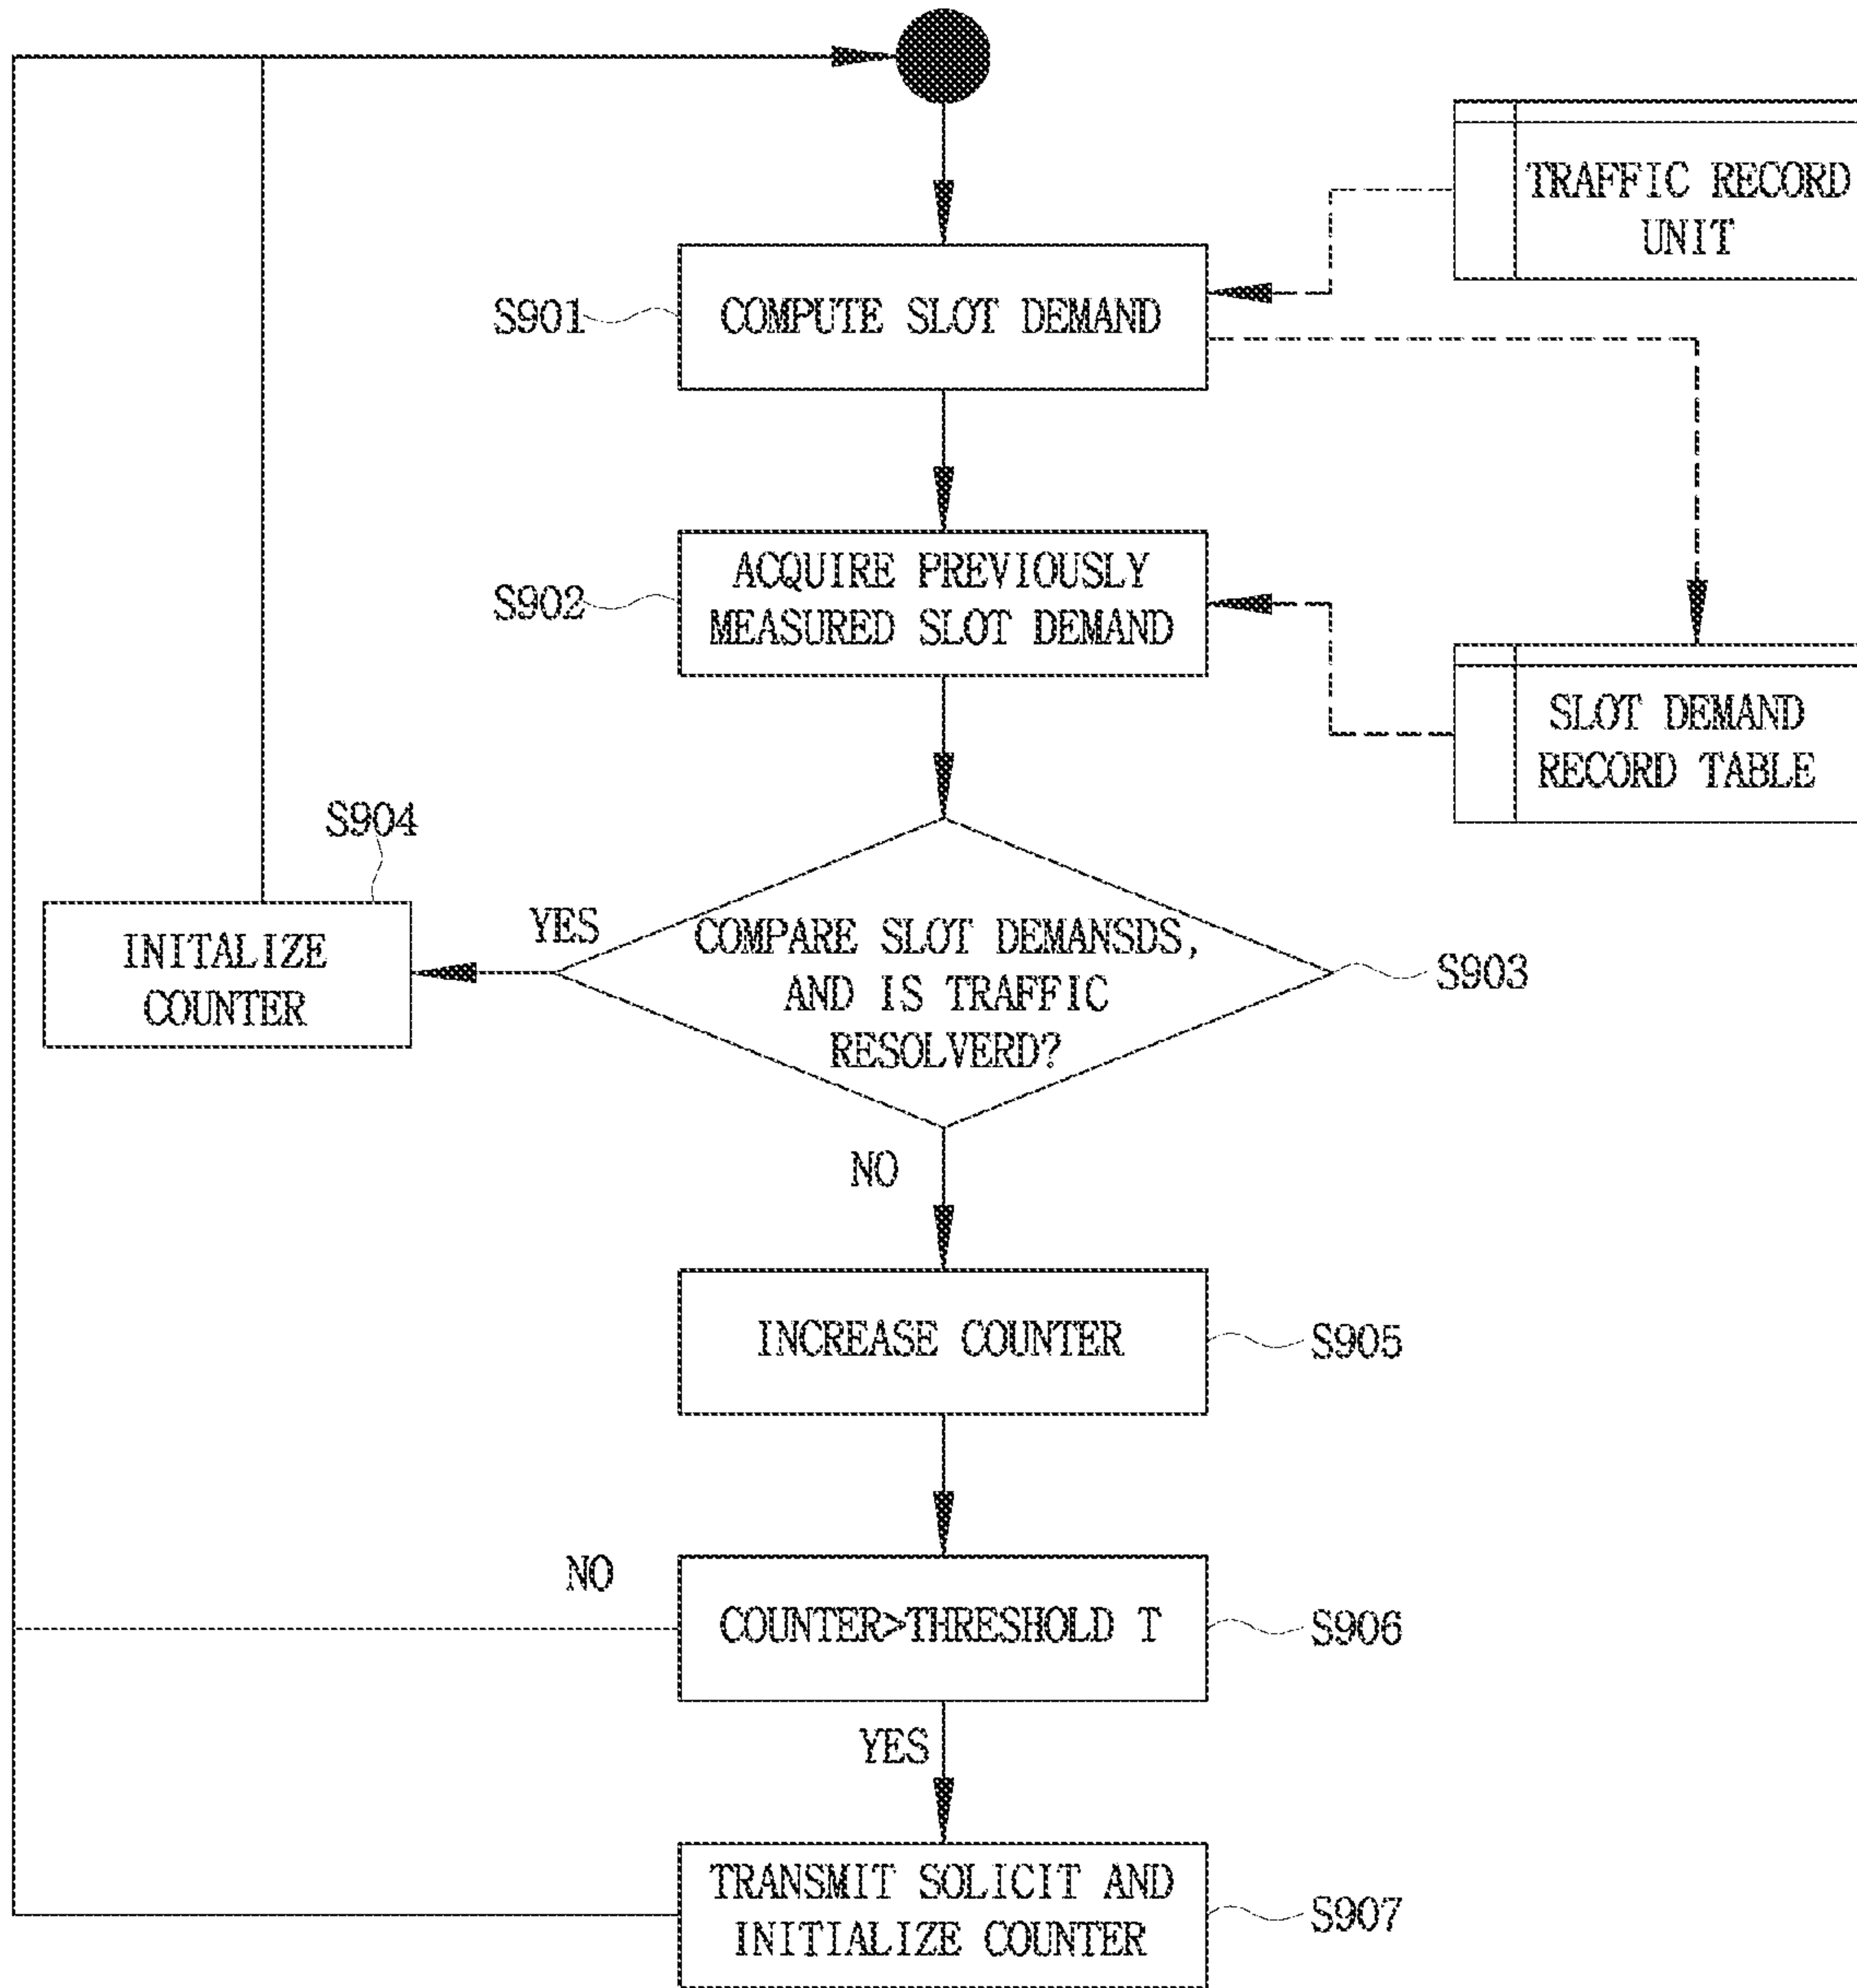 TRAFFIC RECORD
UNIT
S901
COMPUTE SLOT DEMAND
S902
ACQUIRE PREVIOUSLY
MEASURED SLOT DEMAND
SLOT DEMAND
RECORD TABLE
S904
INITALIZE
COUNTER
YES
COMPARE SLOT DEMANSDS,
AND IS TRAFFIC
RESOLVERD?
S903
NO
INCREASE COUNTER
S905
NO
COUNTER>THRESHOLD T
S906
YES
TRANSMIT SOLICIT AND
INITIALIZE COUNTER
S907